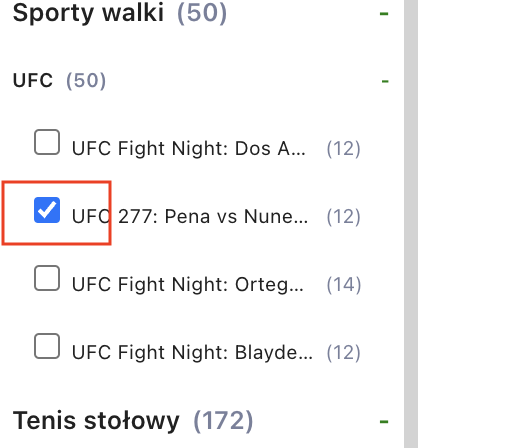 Sporty walki (50) -
UFC (50) -
UFC Fight Night: Dos A... (12)
UFC 277: Pena vs Nune... (12)
UFC Fight Night: Orteg... (14)
UFC Fight Night: Blayde... (12)
Tenis stołowy (172) -